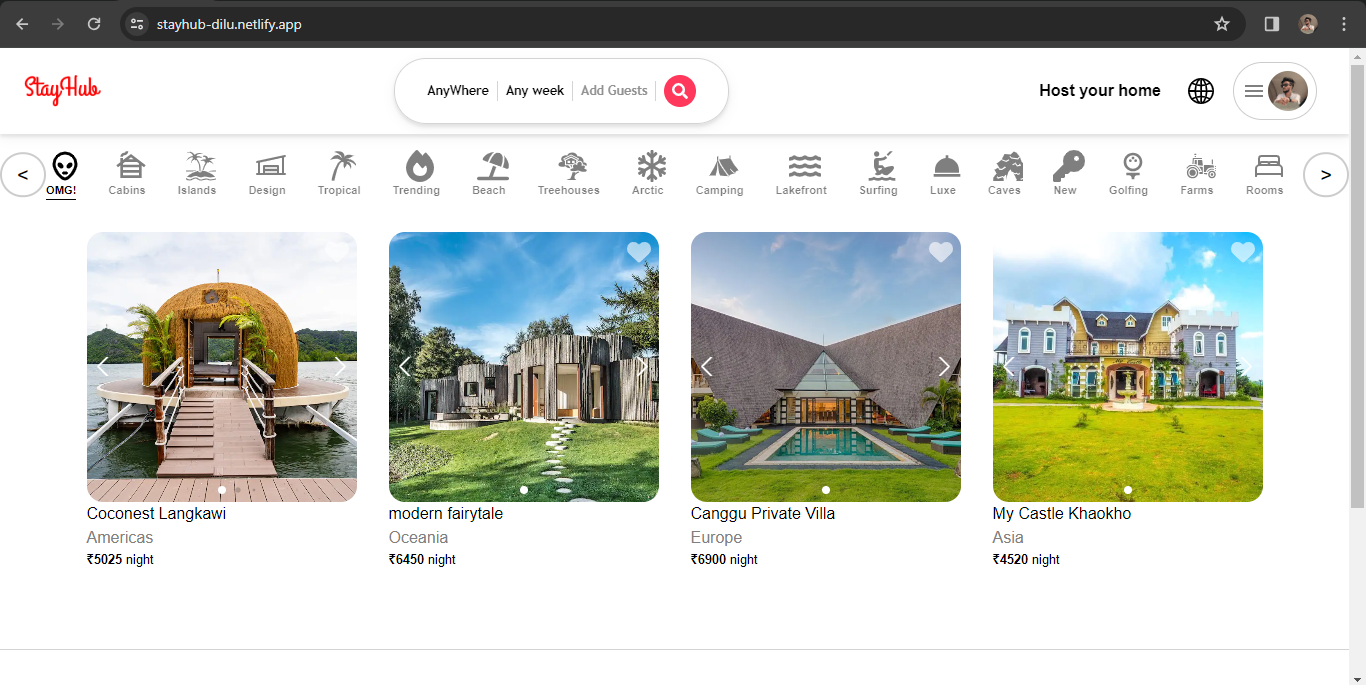 stayhub-dilu.netlify.app
StayHub
AnyWhere Any week Add Guests
Host your home
< OMG! Cabins Islands Design Tropical Trending Beach Treehouses Arctic Camping Lakefront Surfing Luxe Caves New Golfing Farms Rooms >
Coconest Langkawi
Americas
₹5025 night
modern fairytale
Oceania
₹6450 night
Canggu Private Villa
Europe
₹6900 night
My Castle Khaokho
Asia
₹4520 night